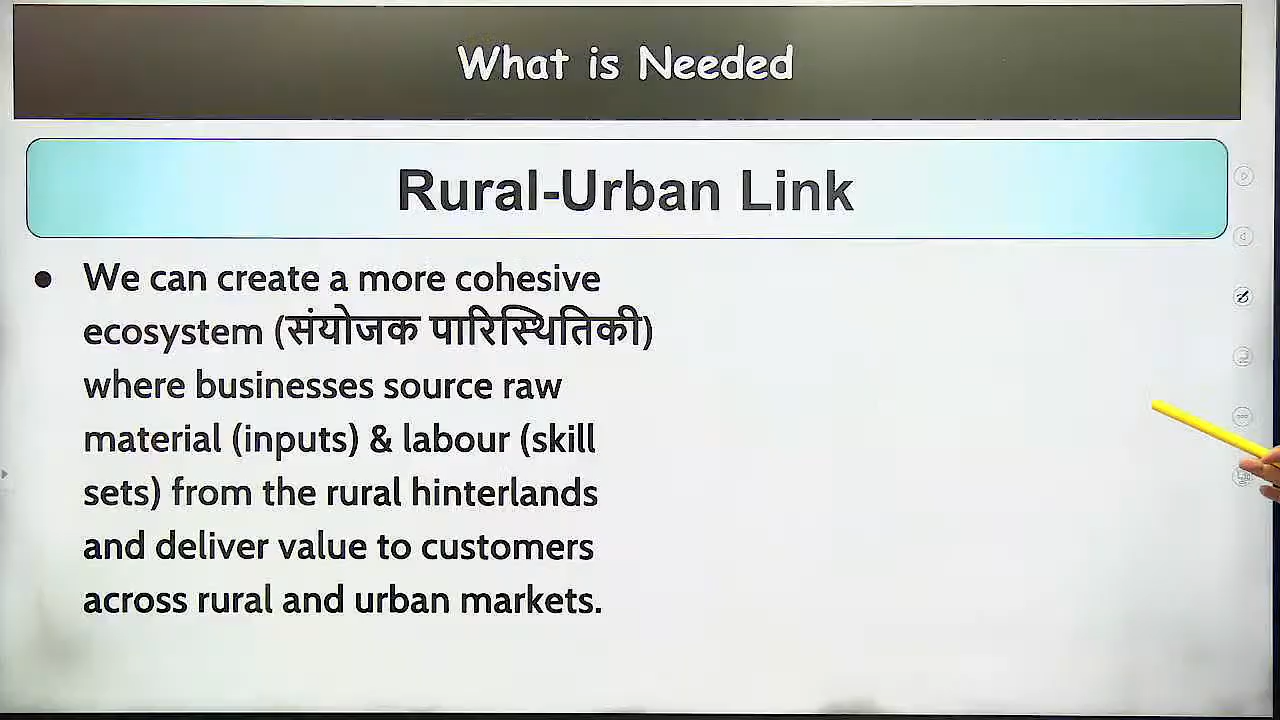 What is Needed
Rural-Urban Link
● We can create a more cohesive
ecosystem (संयोजक पारिस्थितिकी)
where businesses source raw
material (inputs) & labour (skill
sets) from the rural hinterlands
and deliver value to customers
across rural and urban markets.